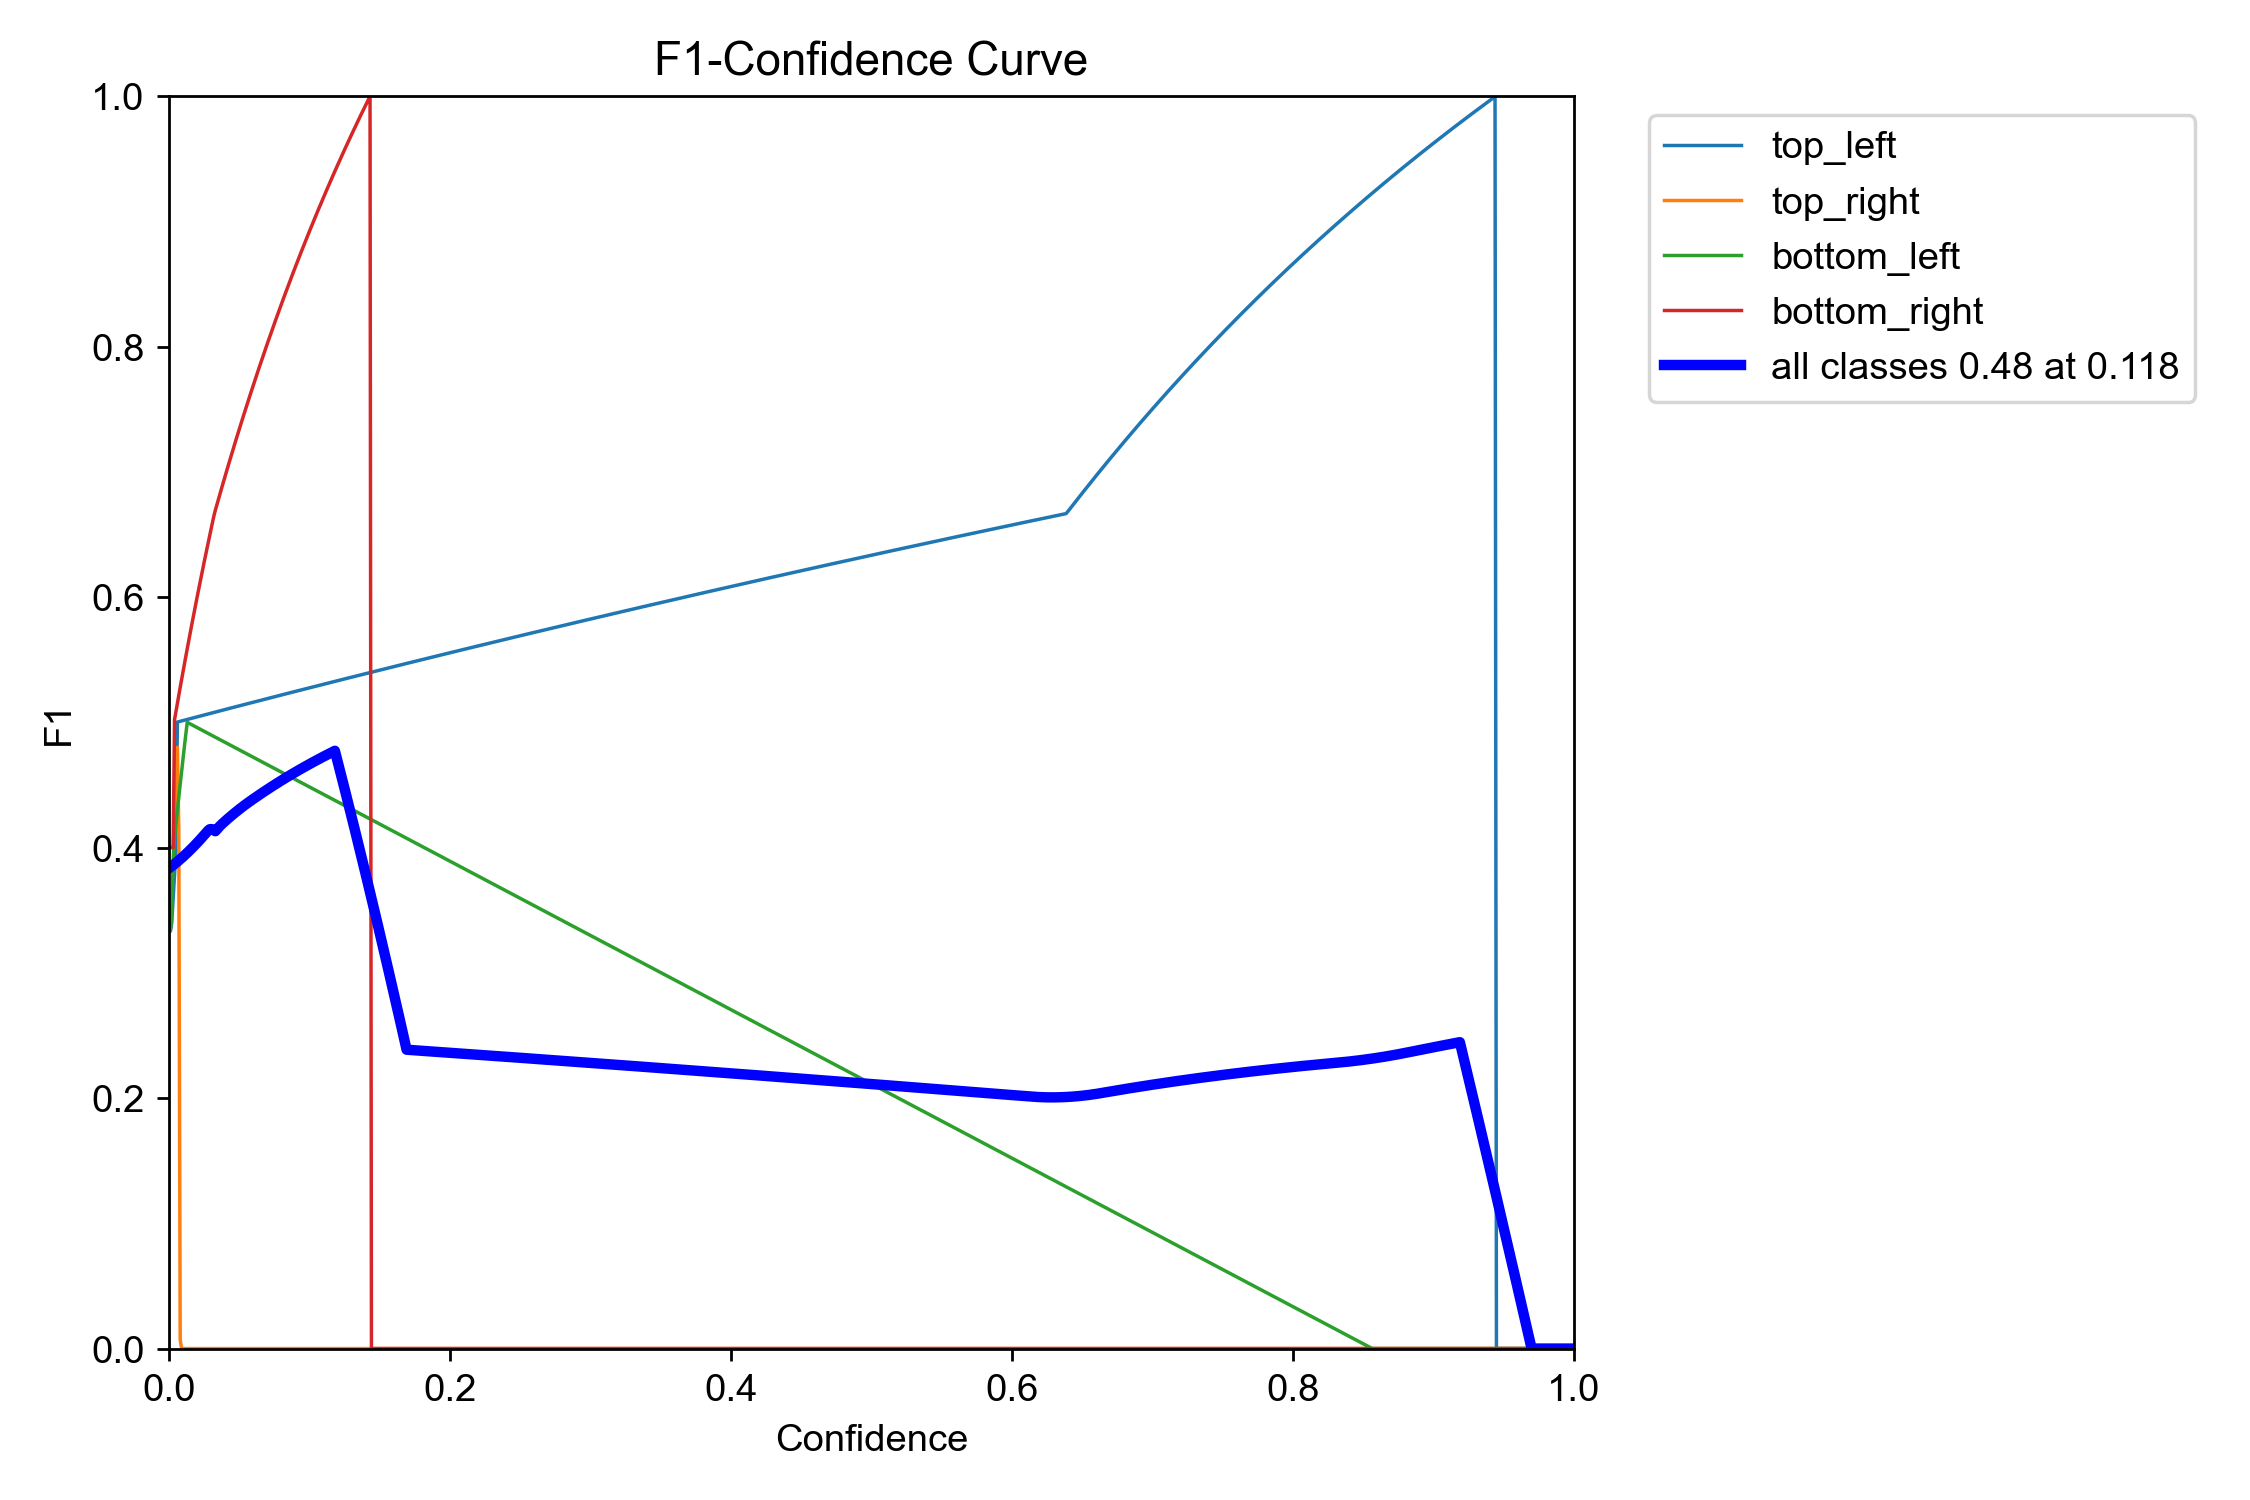 F1-Confidence Curve
1.0
0.8
0.6
0.4
0.2
0.0
F1
0.0 0.2 0.4 0.6 0.8 1.0
Confidence
top_left
top_right
bottom_left
bottom_right
all classes 0.48 at 0.118